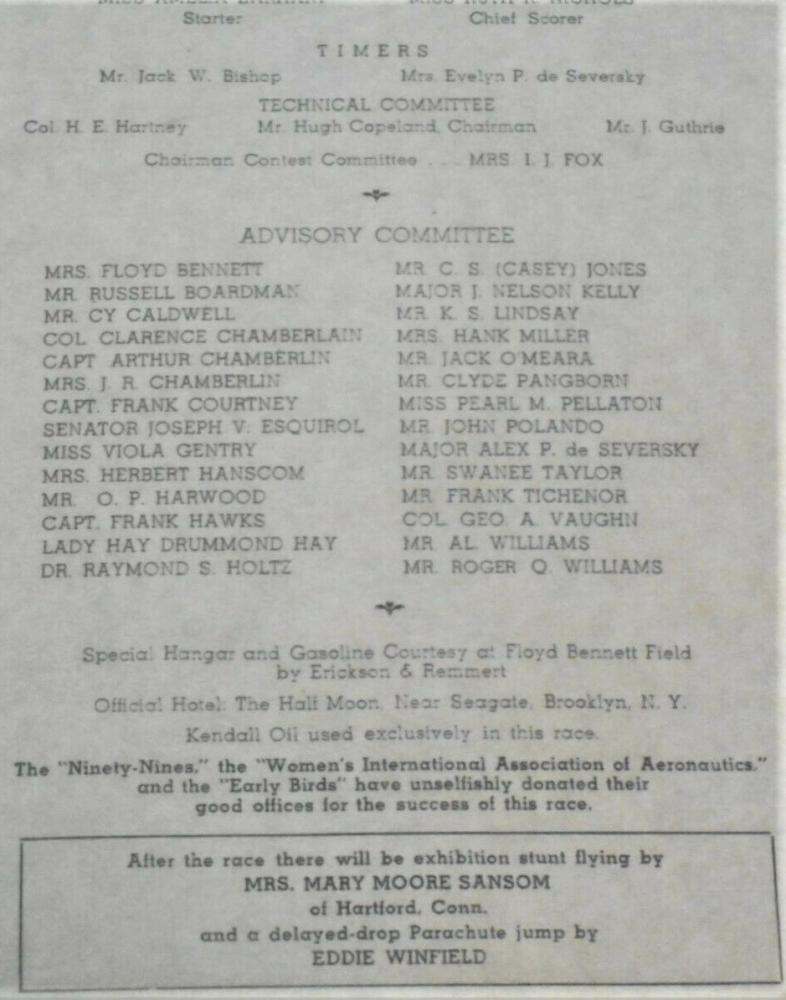 MISS AMELIA EARHART MISS RUTH R. NICHOLS
Starter Chief Scorer
TIMERS
Mr. Jack W. Bishop Mrs. Evelyn P. de Seversky
TECHNICAL COMMITTEE
Col. H. E. Hartney Mr. Hugh Copeland, Chairman Mr. J. Guthrie
Chairman Contest Committee . . . MRS. I. J. FOX
ADVISORY COMMITTEE
MRS. FLOYD BENNETT MR. C. S. (CASEY) JONES
MR. RUSSELL BOARDMAN MAJOR J. NELSON KELLY
MR. CY CALDWELL MR. K. S. LINDSAY
COL CLARENCE CHAMBERLAIN MRS. HANK MILLER
CAPT ARTHUR CHAMBERLIN MR. JACK O'MEARA
MRS. J. R. CHAMBERLIN MR. CLYDE PANGBORN
CAPT. FRANK COURTNEY MISS PEARL M. PELLATON
SENATOR JOSEPH V. ESQUIROL MR. JOHN POLANDO
MISS VIOLA GENTRY MAJOR ALEX P. de SEVERSKY
MRS. HERBERT HANSCOM MR. SWANEE TAYLOR
MR. O. P. HARWOOD MR. FRANK TICHENOR
CAPT. FRANK HAWKS COL. GEO. A. VAUGHN
LADY HAY DRUMMOND HAY MR. AL. WILLIAMS
DR. RAYMOND S. HOLTZ MR. ROGER Q. WILLIAMS
Special Hangar and Gasoline Courtesy at Floyd Bennett Field
by Erickson & Remmert
Official Hotel: The Half Moon, Near Seagate, Brooklyn, N. Y.
Kendall Oil used exclusively in this race.
The "Ninety-Nines," the "Women's International Association of Aeronautics,"
and the "Early Birds" have unselfishly donated their
good offices for the success of this race.
After the race there will be exhibition stunt flying by
MRS. MARY MOORE SANSOM
of Hartford, Conn.
and a delayed-drop Parachute jump by
EDDIE WINFIELD